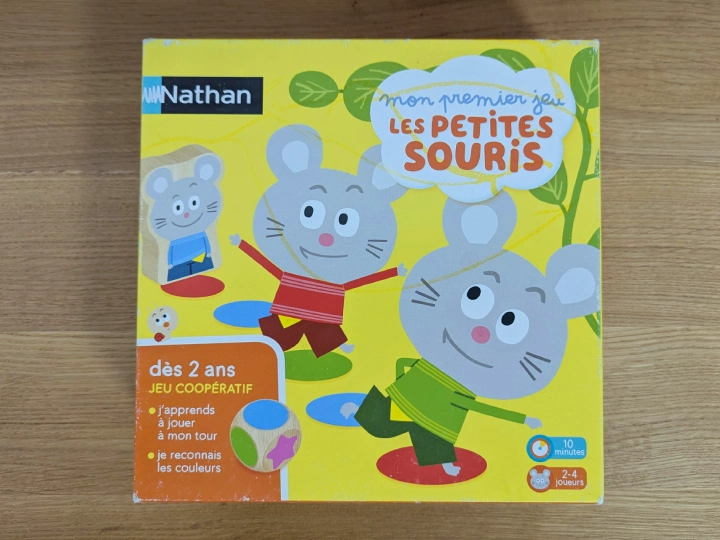 Nathan
mon premier jeu
LES PETITES
SOURIS
dès 2 ans
JEU COOPÉRATIF
j'apprends
à jouer
à mon tour
je reconnais
les couleurs
10
minutes
2-4
joueurs